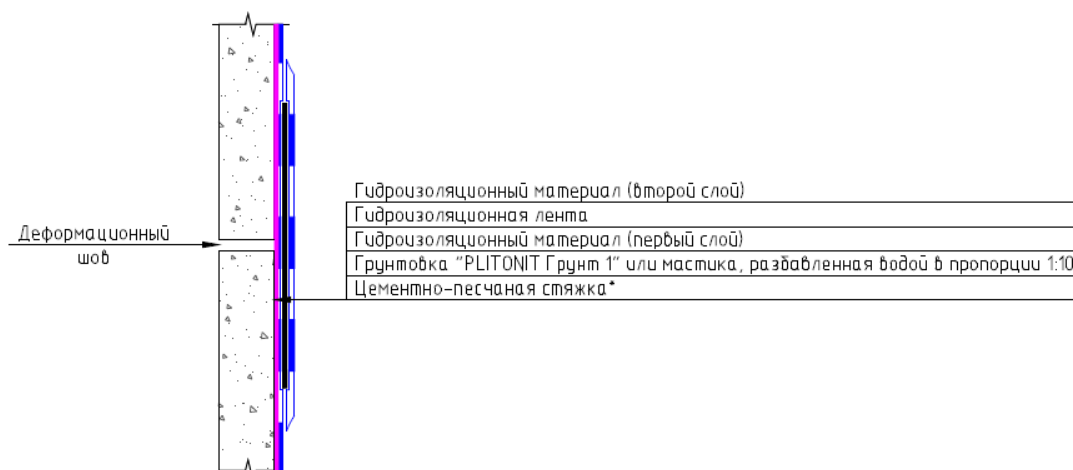 Гидроизоляционный материал (второй слой)
Гидроизоляционная лента
Деформационный
шов
Гидроизоляционный материал (первый слой)
Грунтовка "PLITONIT Грунт 1" или мастика, разбавленная водой в пропорции 1:10
Цементно-песчаная стяжка*